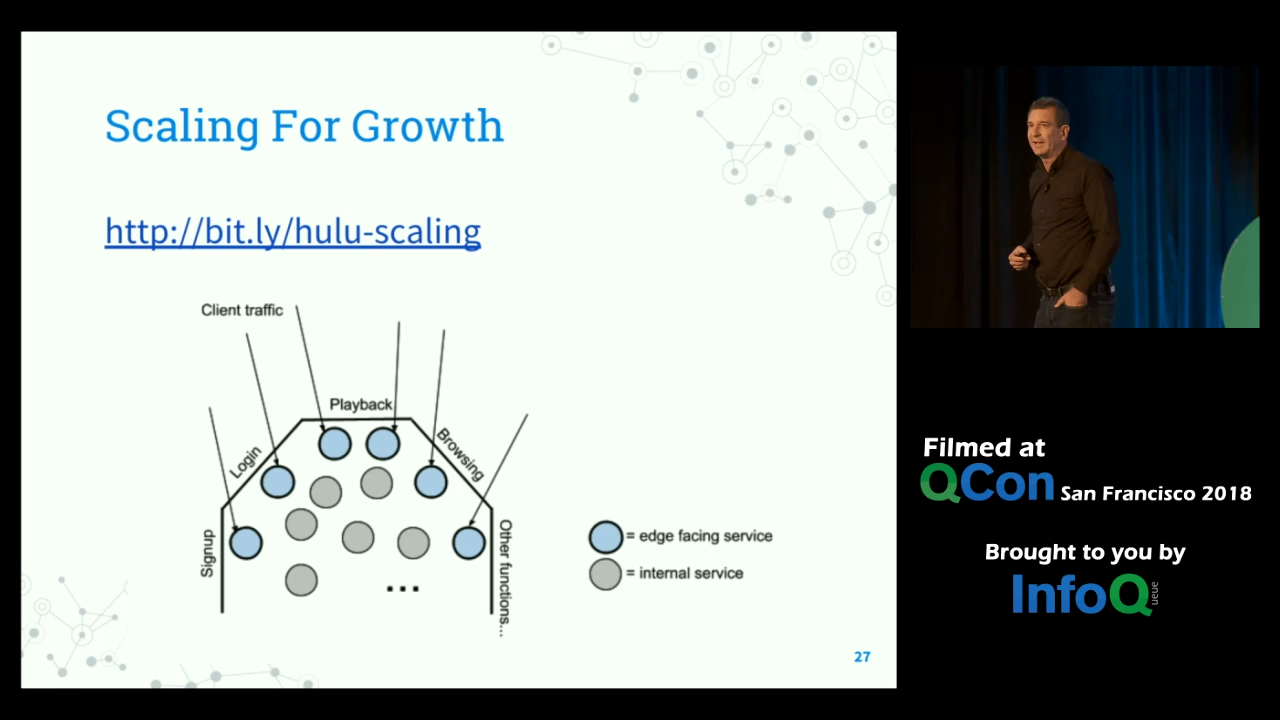 Scaling For Growth
http://bit.ly/hulu-scaling
Client traffic
Playback
Login
Browsing
Signup
Other functions...
...
= edge facing service
= internal service
27
Filmed at
QCon San Francisco 2018
Brought to you by
InfoQueue